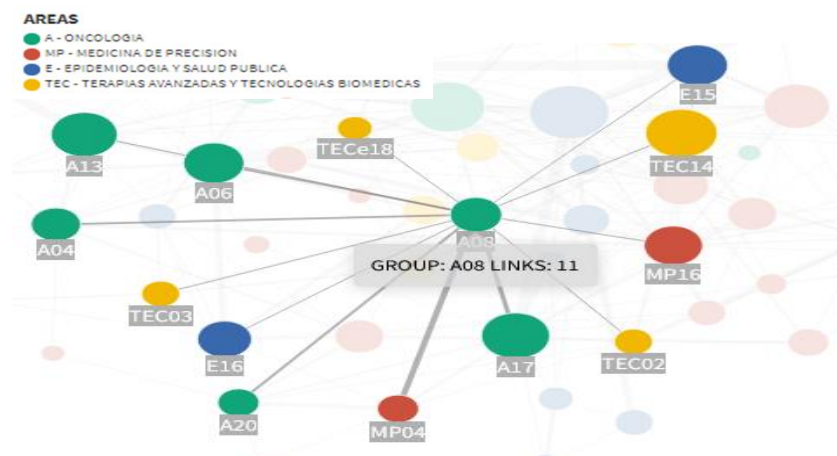 AREAS
A - ONCOLOGIA
MP - MEDICINA DE PRECISION
E - EPIDEMIOLOGIA Y SALUD PUBLICA
TEC - TERAPIAS AVANZADAS Y TECNOLOGIAS BIOMEDICAS
E15
TECe18
TEC14
A13
A06
A04
A08
GROUP: A08 LINKS: 11
MP16
TEC03
E16
A17
TEC02
A20
MP04